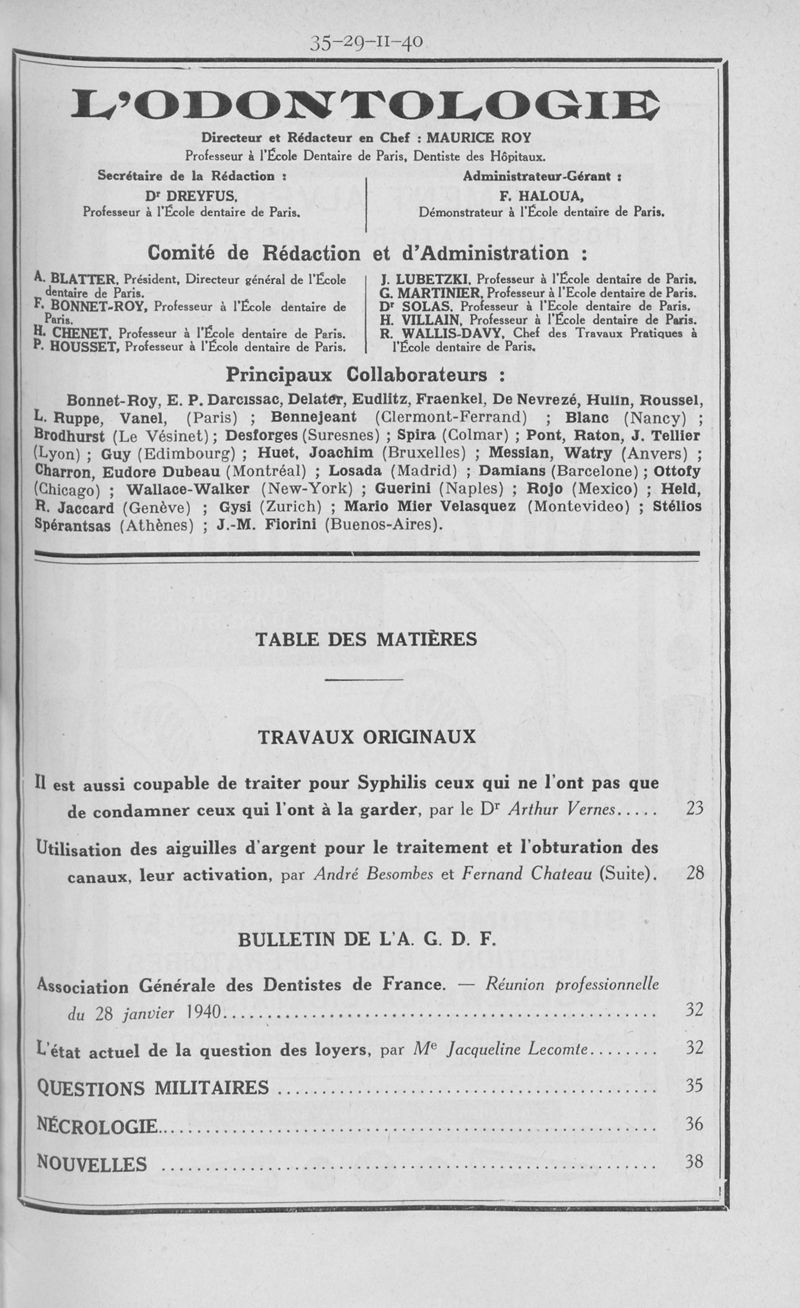 35-29-II-40
L'ODONTOLOGIE
Directeur et Rédacteur en Chef : MAURICE ROY
Professeur à l'École Dentaire de Paris, Dentiste des Hôpitaux.
Secrétaire de la Rédaction :
Dr DREYFUS,
Professeur à l'École dentaire de Paris.
Administrateur-Gérant :
F. HALOUA,
Démonstrateur à l'École dentaire de Paris.
Comité de Rédaction et d'Administration :
A. BLATTER, Président, Directeur général de l'École
dentaire de Paris.
F. BONNET-ROY, Professeur à l'École dentaire de
Paris.
H. CHENET, Professeur à l'École dentaire de Paris.
P. HOUSSET, Professeur à l'École dentaire de Paris.
J. LUBETZKI, Professeur à l'École dentaire de Paris.
G. MARTINIER, Professeur à l'Ecole dentaire de Paris.
Dr SOLAS, Professeur à l'Ecole dentaire de Paris.
H. VILLAIN, Professeur à l'École dentaire de Paris.
R. WALLIS-DAVY, Chef des Travaux Pratiques à
l'École dentaire de Paris.
Principaux Collaborateurs :
Bonnet-Roy, E. P. Darcissac, Delater, Eudlitz, Fraenkel, De Nevrezé, Hulin, Roussel,
L. Ruppe, Vanel, (Paris) ; Bennejeant (Clermont-Ferrand) ; Blanc (Nancy) ;
Brodhurst (Le Vésinet) ; Desforges (Suresnes) ; Spira (Colmar) ; Pont, Raton, J. Tellier
(Lyon) ; Guy (Edimbourg) ; Huet, Joachim (Bruxelles) ; Messian, Watry (Anvers) ;
Charron, Eudore Dubeau (Montréal) ; Losada (Madrid) ; Damians (Barcelone) ; Ottofy
(Chicago) ; Wallace-Walker (New-York) ; Guerini (Naples) ; Rojo (Mexico) ; Held,
R. Jaccard (Genève) ; Gysi (Zurich) ; Mario Mier Velasquez (Montevideo) ; Stélios
Spérantsas (Athènes) ; J.-M. Fiorini (Buenos-Aires).
TABLE DES MATIÈRES
TRAVAUX ORIGINAUX
Il est aussi coupable de traiter pour Syphilis ceux qui ne l'ont pas que
de condamner ceux qui l'ont à la garder, par le Dr Arthur Vernes..... 23
Utilisation des aiguilles d'argent pour le traitement et l'obturation des
canaux, leur activation, par André Besombes et Fernand Chateau (Suite). 28
BULLETIN DE L'A. G. D. F.
Association Générale des Dentistes de France. — Réunion professionnelle
du 28 janvier 1940.................................................. 32
L'état actuel de la question des loyers, par Me Jacqueline Lecomte........ 32
QUESTIONS MILITAIRES ............................................ 35
NÉCROLOGIE......................................................... 36
NOUVELLES ......................................................... 38